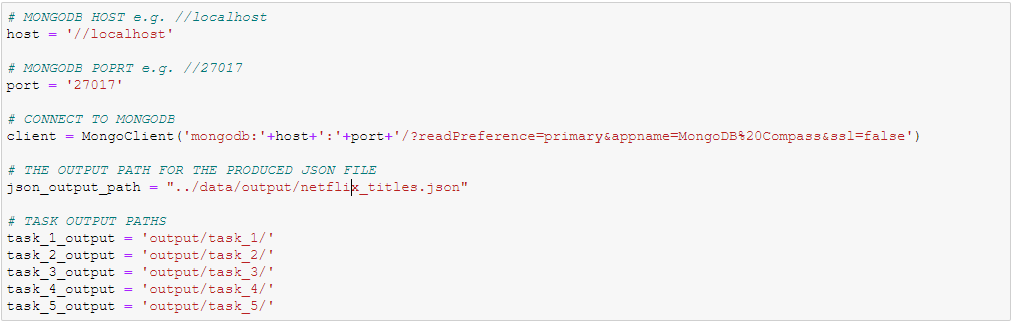 # MONGODB HOST e.g. //localhost
host = '//localhost'
# MONGODB POPRT e.g. //27017
port = '27017'
# CONNECT TO MONGODB
client = MongoClient('mongodb:'+host+':'+port+'/?readPreference=primary&appname=MongoDB%20Compass&ssl=false')
# THE OUTPUT PATH FOR THE PRODUCED JSON FILE
json_output_path = "../data/output/netflix_titles.json"
# TASK OUTPUT PATHS
task_1_output = 'output/task_1/'
task_2_output = 'output/task_2/'
task_3_output = 'output/task_3/'
task_4_output = 'output/task_4/'
task_5_output = 'output/task_5/'